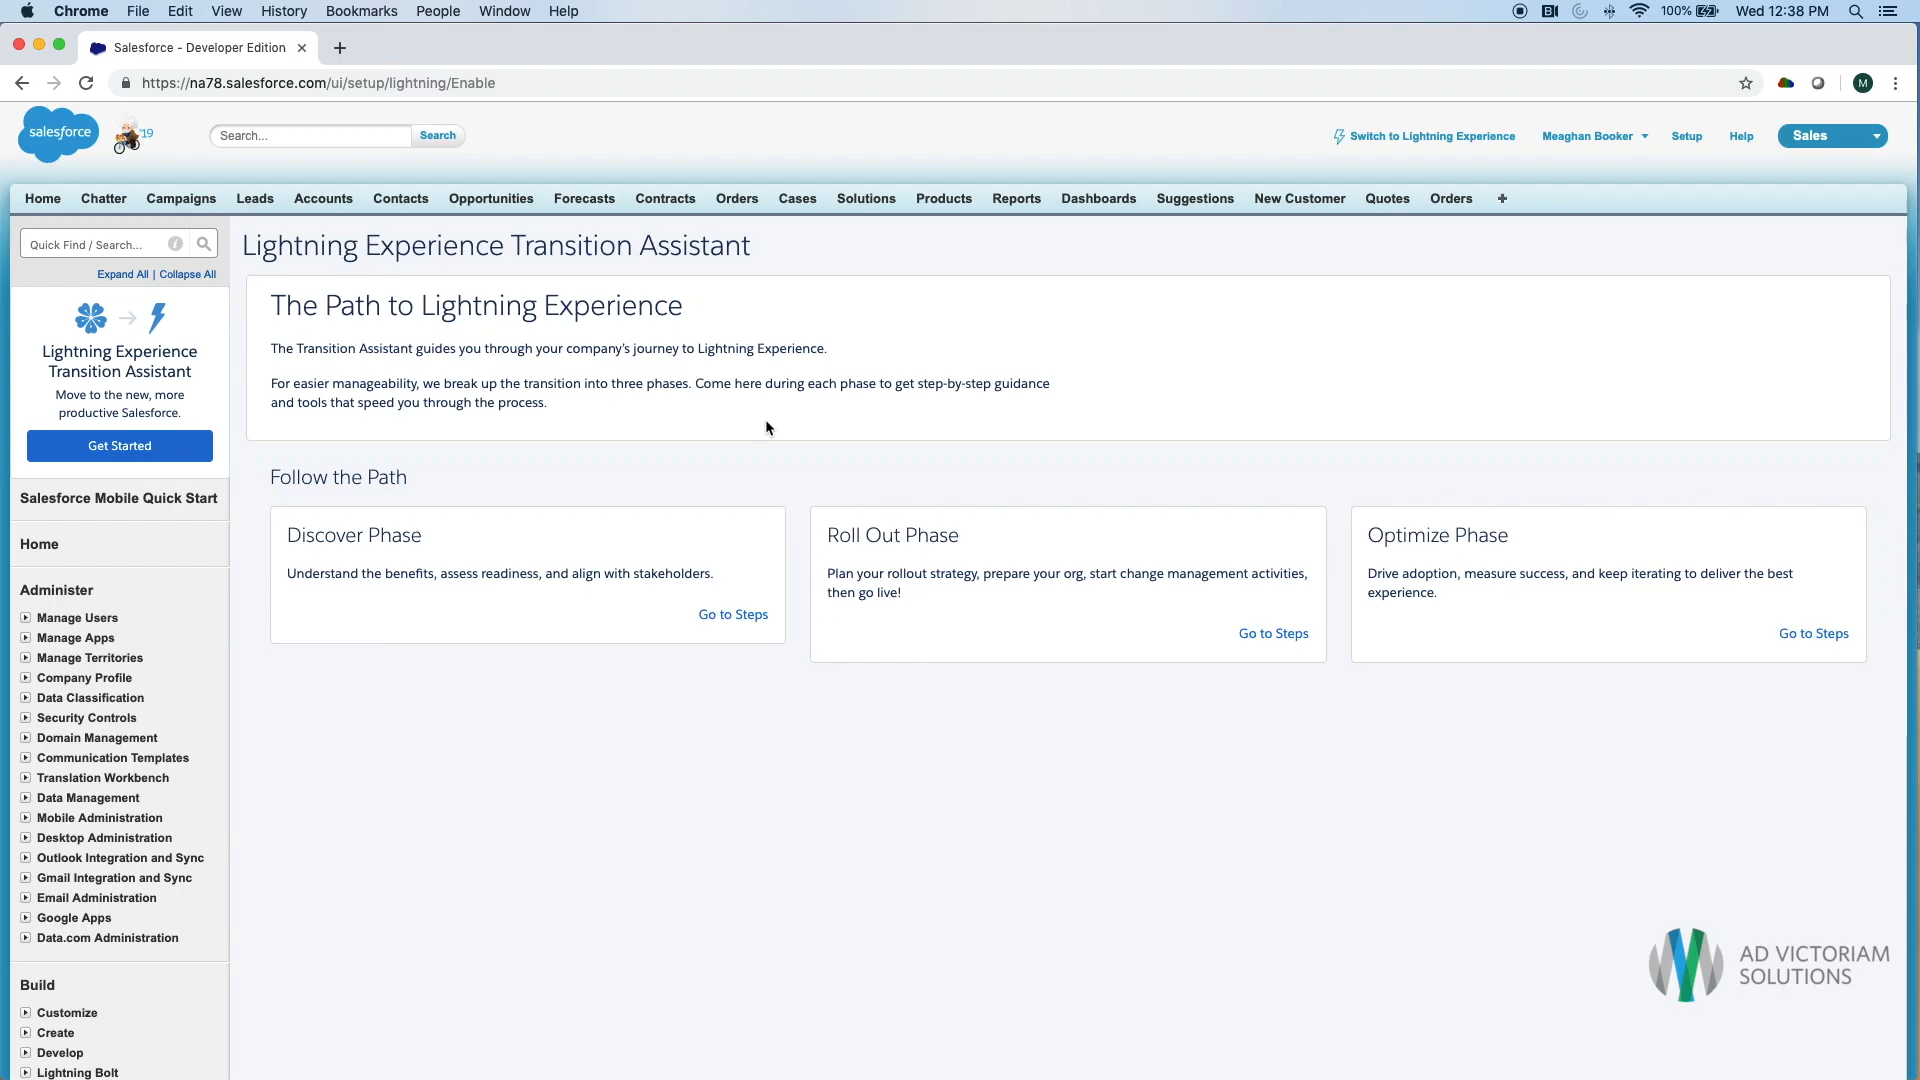 Chrome File Edit View History Bookmarks People Window Help 100% Wed 12:38 PM
Salesforce - Developer Edition
https://na78.salesforce.com/ui/setup/lightning/Enable M
salesforce '19 Search... Search Switch to Lightning Experience Meaghan Booker Setup Help Sales
Home Chatter Campaigns Leads Accounts Contacts Opportunities Forecasts Contracts Orders Cases Solutions Products Reports Dashboards Suggestions New Customer Quotes Orders +
Quick Find / Search... i
Expand All | Collapse All
Lightning Experience
Transition Assistant
Move to the new, more
productive Salesforce.
Get Started
Salesforce Mobile Quick Start
Home
Administer
Manage Users
Manage Apps
Manage Territories
Company Profile
Data Classification
Security Controls
Domain Management
Communication Templates
Translation Workbench
Data Management
Mobile Administration
Desktop Administration
Outlook Integration and Sync
Gmail Integration and Sync
Email Administration
Google Apps
Data.com Administration
Build
Customize
Create
Develop
Lightning Bolt
Lightning Experience Transition Assistant
The Path to Lightning Experience
The Transition Assistant guides you through your company's journey to Lightning Experience.
For easier manageability, we break up the transition into three phases. Come here during each phase to get step-by-step guidance
and tools that speed you through the process.
Follow the Path
Discover Phase
Understand the benefits, assess readiness, and align with stakeholders.
Go to Steps
Roll Out Phase
Plan your rollout strategy, prepare your org, start change management activities,
then go live!
Go to Steps
Optimize Phase
Drive adoption, measure success, and keep iterating to deliver the best
experience.
Go to Steps
AD VICTORIAM
SOLUTIONS